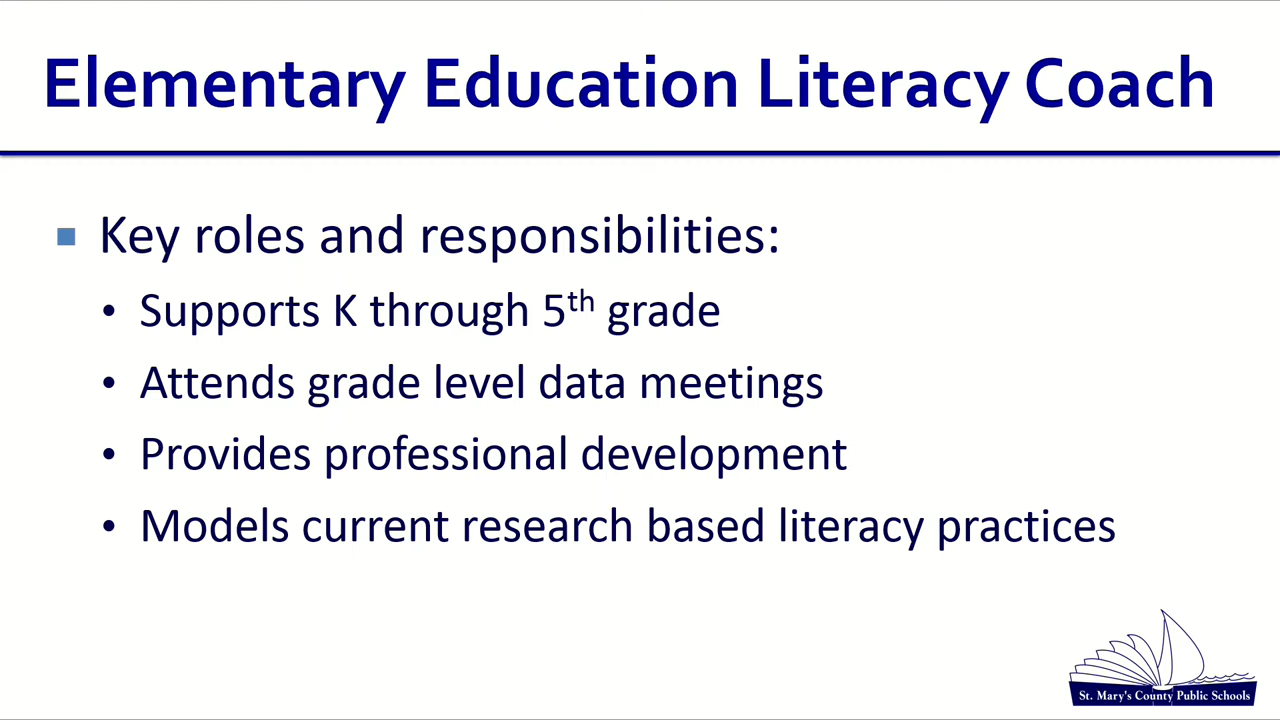 Elementary Education Literacy Coach
Key roles and responsibilities:
Supports K through 5th grade
Attends grade level data meetings
Provides professional development
Models current research based literacy practices
St. Mary's County Public Schools